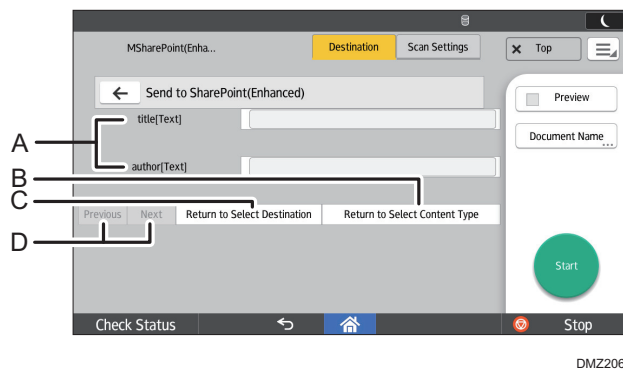 MSharePoint(Enha...
Destination
Scan Settings
Top
Send to SharePoint(Enhanced)
Preview
title[Text]
Document Name
...
A
author[Text]
B
C
Previous
Next
Return to Select Destination
Return to Select Content Type
D
Start
Check Status
Stop
DMZ206